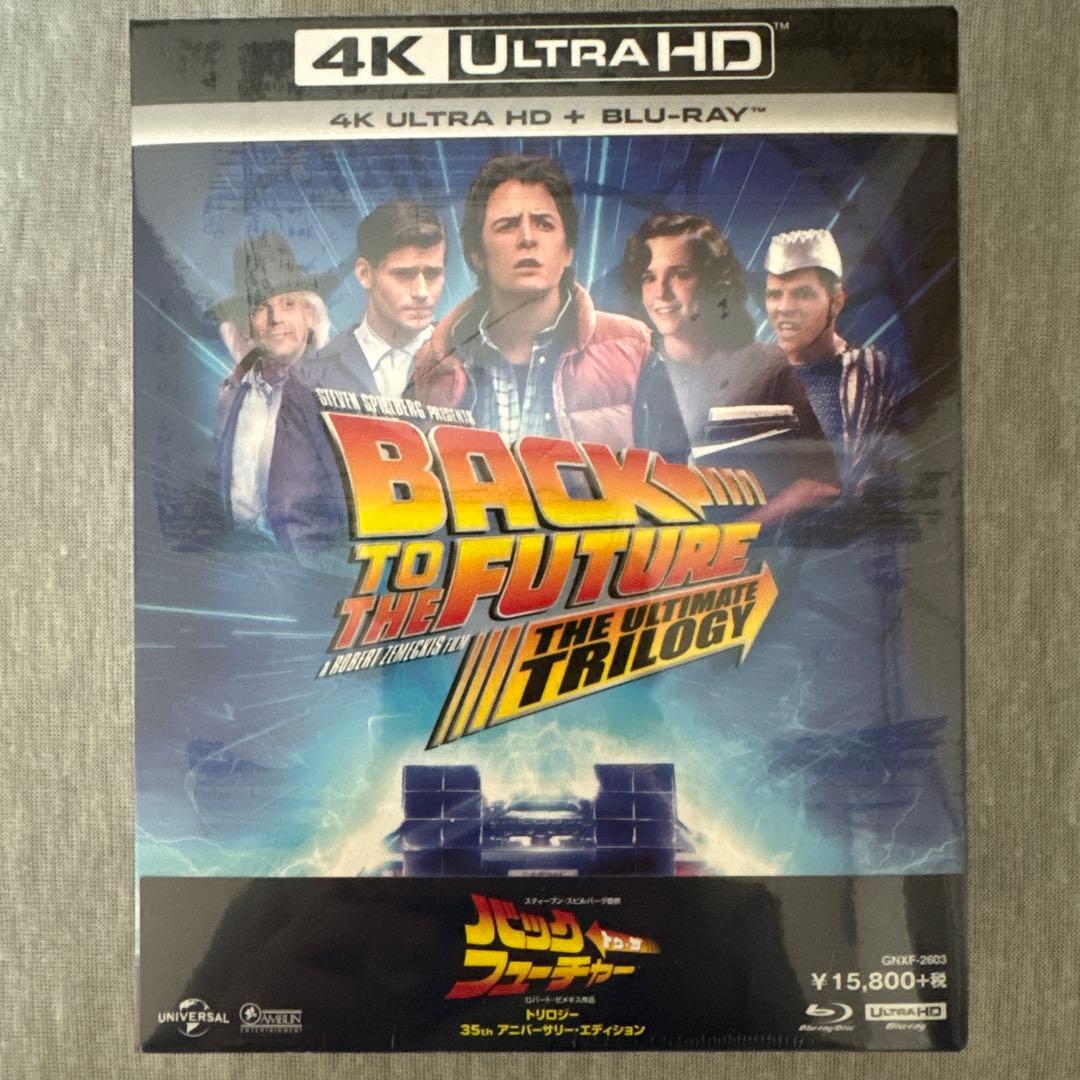 4K ULTRA HD™
4K ULTRA HD + BLU-RAY™
STEVEN SPIELBERG PRESENTS
BACK
TO THE FUTURE
THE ULTIMATE
TRILOGY
A ROBERT ZEMECKIS FILM
スティーブン・スピルバーグ提供
バック
トゥ・ザ
フューチャー
ロバート・ゼメキス作品
トリロジー
35th アニバーサリー・エディション
GNXF-2603
¥15,800+税
UNIVERSAL
AMBLIN
ENTERTAINMENT
Blu-ray Disc
ULTRA HD
Blu-ray